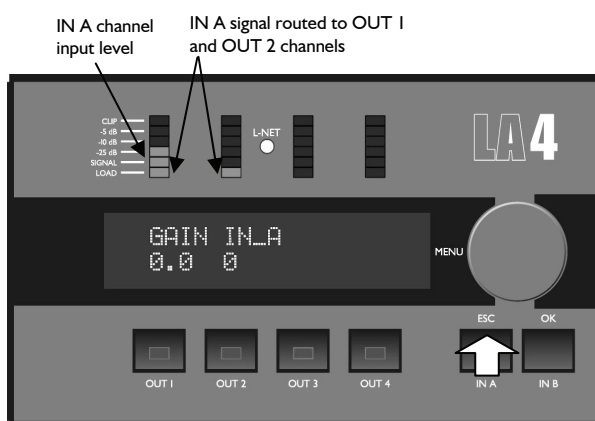 IN A channel
input level
IN A signal routed to OUT 1
and OUT 2 channels
CLIP
-5 dB
-10 dB
-25 dB
SIGNAL
LOAD
L-NET
LA4
GAIN IN_A
0.0 0
MENU
ESC OK
OUT 1 OUT 2 OUT 3 OUT 4 IN A IN B